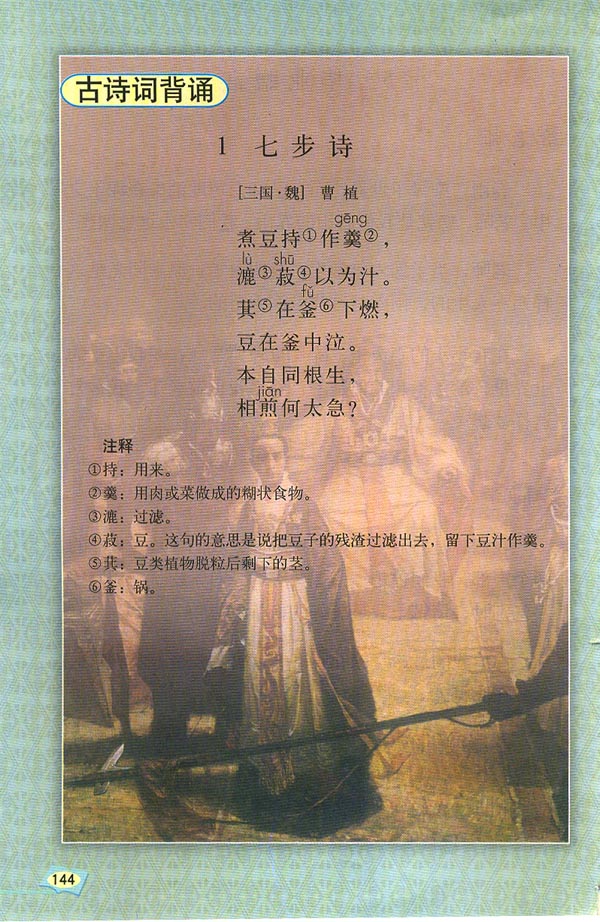 古诗词背诵
1 七步诗
[三国·魏] 曹植
gēng
煮豆持①作羹②，
lù shū
漉③菽④以为汁。
fǔ
萁⑤在釜⑥下燃，
豆在釜中泣。
本自同根生，
jiān
相煎何太急？
注释
①持：用来。
②羹：用肉或菜做成的糊状食物。
③漉：过滤。
④菽：豆。这句的意思是说把豆子的残渣过滤出去，留下豆汁作羹。
⑤萁：豆类植物脱粒后剩下的茎。
⑥釜：锅。
144